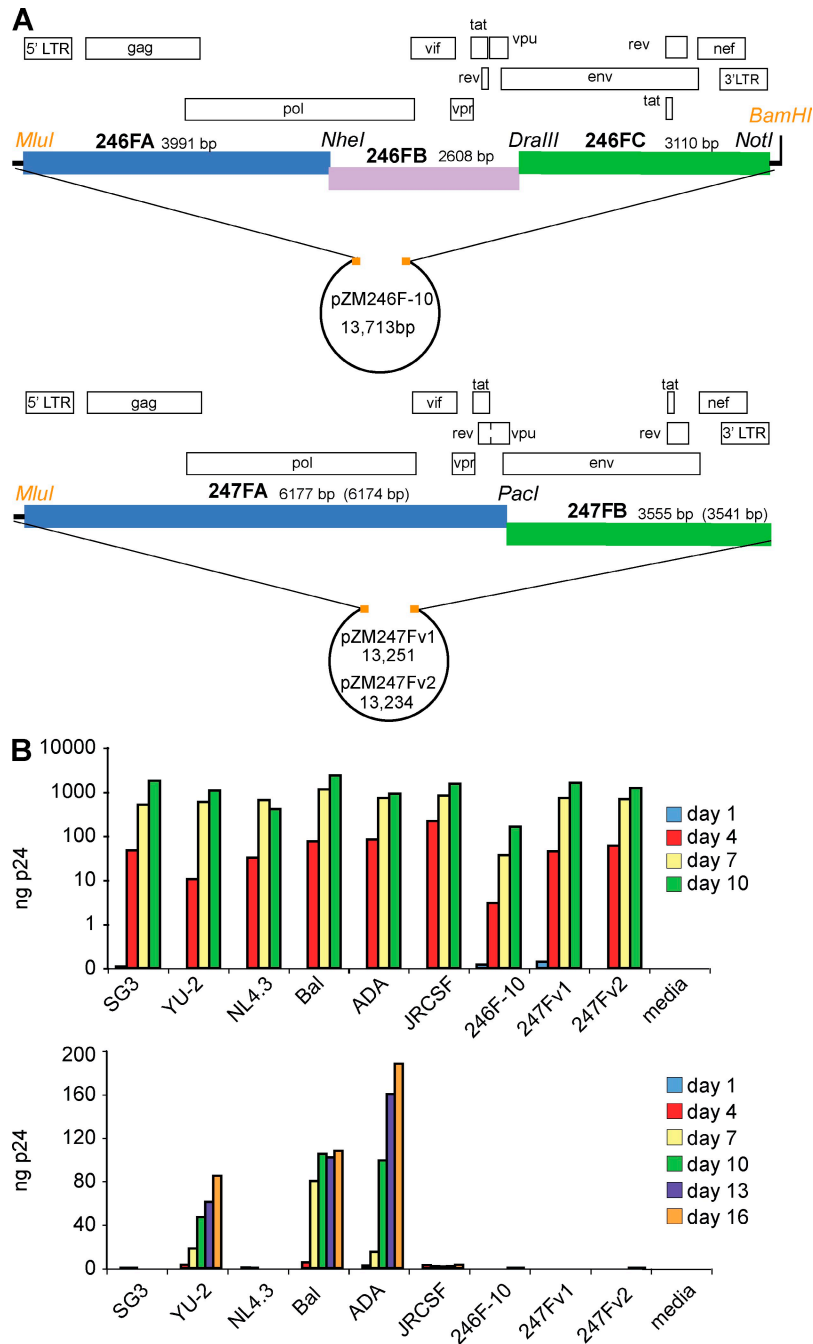 A
tat
5' LTR
gag
vif
vpu
rev
nef
rev
env
3'LTR
pol
vpr
tat
BamHI
MluI
246FA 3991 bp
NheI
246FB 2608 bp
DraIII
246FC 3110 bp
NotI
pZM246F-10
13,713bp
tat
tat
5' LTR
gag
vif
nef
rev
vpu
rev
3' LTR
pol
vpr
env
MluI
247FA 6177 bp (6174 bp)
PacI
247FB 3555 bp (3541 bp)
pZM247Fv1
13,251
pZM247Fv2
13,234
B
10000
1000
100
10
1
0
ng p24
day 1
day 4
day 7
day 10
SG3
YU-2
NL4.3
Bal
ADA
JRCSF
246F-10
247Fv1
247Fv2
media
200
160
120
80
40
0
ng p24
day 1
day 4
day 7
day 10
day 13
day 16
SG3
YU-2
NL4.3
Bal
ADA
JRCSF
246F-10
247Fv1
247Fv2
media